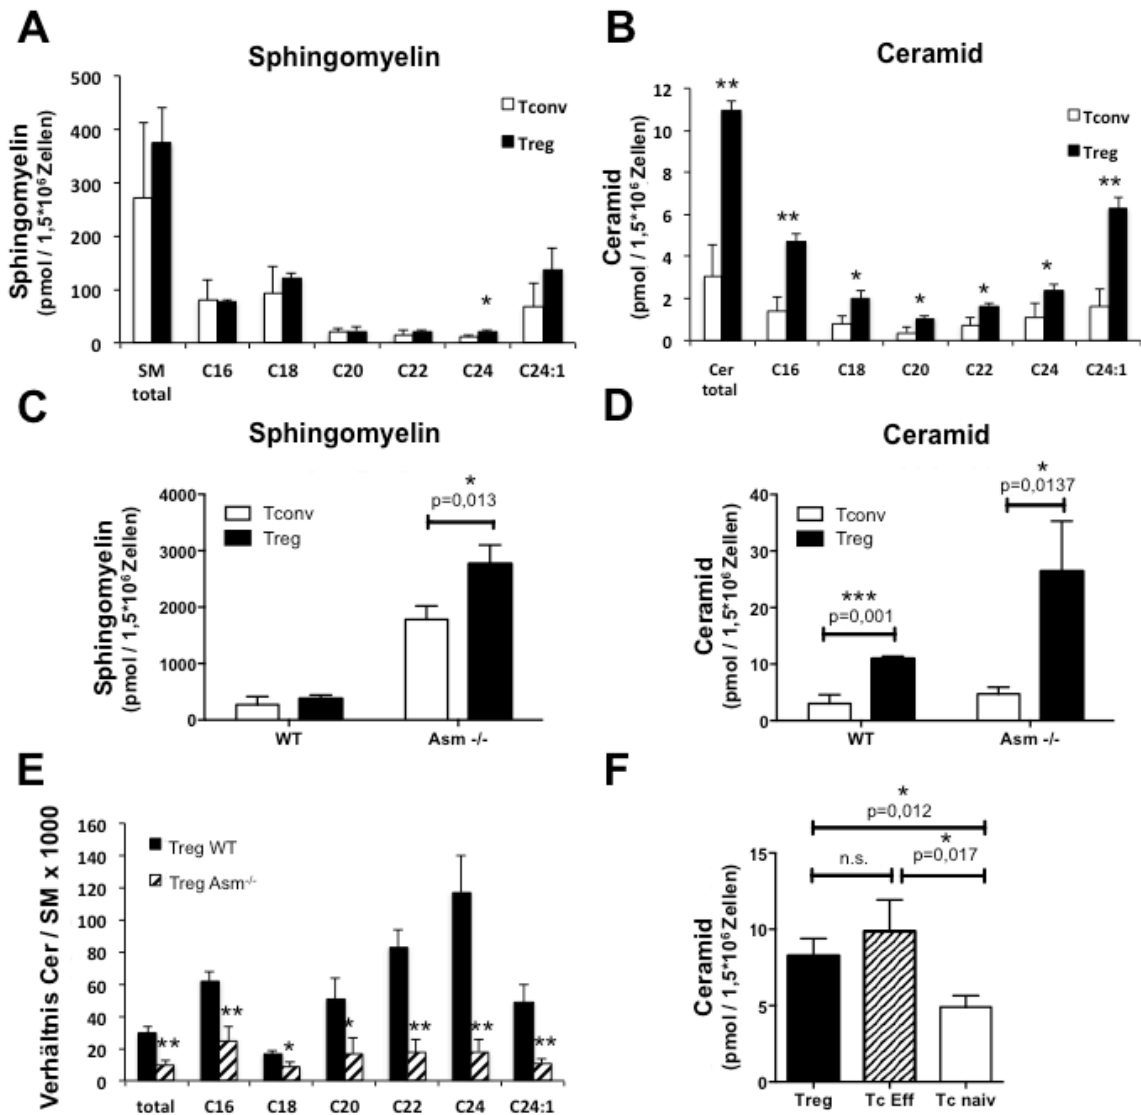 A
Sphingomyelin
Sphingomyelin
(pmol / 1,5*10⁶ Zellen)
500
400
300
200
100
0
Tconv
Treg
*
SM total
C16
C18
C20
C22
C24
C24:1
B
Ceramid
Ceramid
(pmol / 1,5*10⁶ Zellen)
12
10
8
6
4
2
0
Tconv
Treg
**
**
*
*
*
*
**
Cer total
C16
C18
C20
C22
C24
C24:1
C
Sphingomyelin
Sphingomyelin
(pmol / 1,5*10⁶ Zellen)
4000
3000
2000
1000
0
Tconv
Treg
*
p=0,013
WT
Asm -/-
D
Ceramid
Ceramid
(pmol / 1,5*10⁶ Zellen)
40
30
20
10
0
Tconv
Treg
***
p=0,001
*
p=0,0137
WT
Asm -/-
E
Verhältnis Cer / SM x 1000
160
140
120
100
80
60
40
20
0
Treg WT
Treg Asm⁻/⁻
**
**
*
*
**
**
**
total
C16
C18
C20
C22
C24
C24:1
F
Ceramid
(pmol / 1,5*10⁶ Zellen)
15
10
5
0
*
p=0,012
n.s.
*
p=0,017
Treg
Tc Eff
Tc naiv